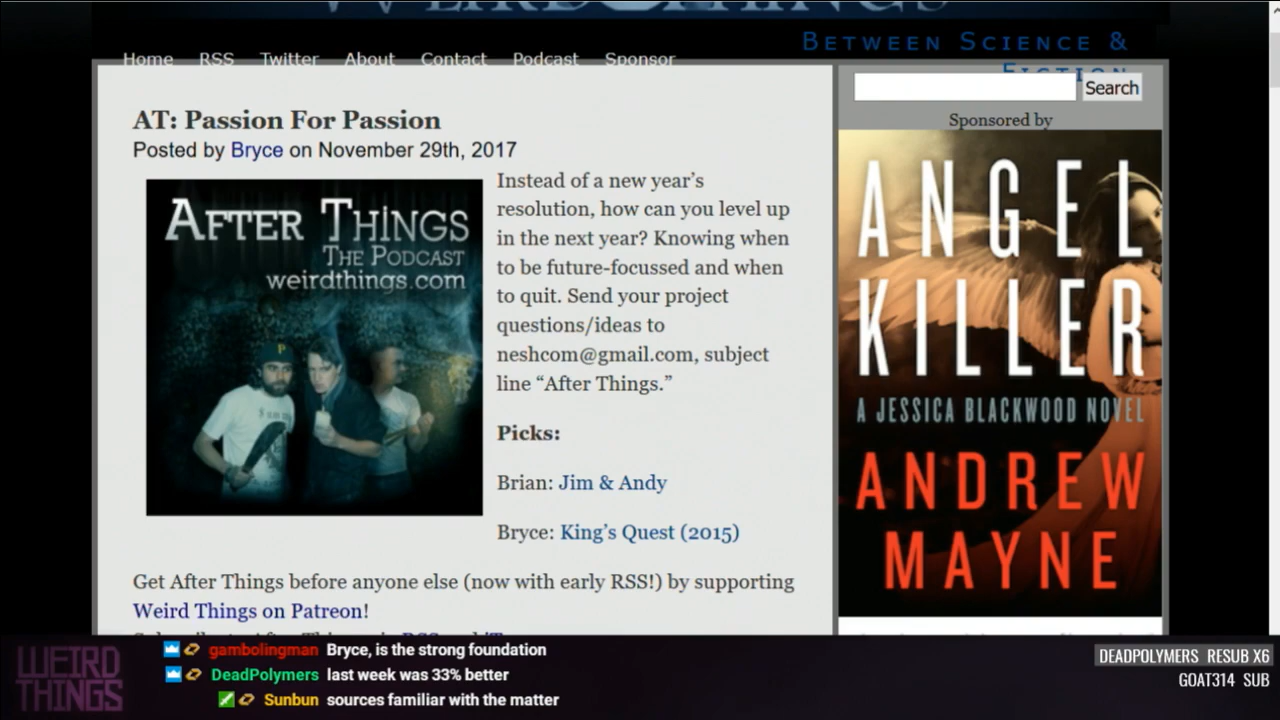 WEIRD THINGS
BETWEEN SCIENCE &
FICTION
Home RSS Twitter About Contact Podcast Sponsor
Search
AT: Passion For Passion
Posted by Bryce on November 29th, 2017
AFTER THINGS
THE PODCAST
weirdthings.com
P
Instead of a new year’s
resolution, how can you level up
in the next year? Knowing when
to be future-focussed and when
to quit. Send your project
questions/ideas to
neshcom@gmail.com, subject
line “After Things.”
Picks:
Brian: Jim & Andy
Bryce: King’s Quest (2015)
Get After Things before anyone else (now with early RSS!) by supporting
Weird Things on Patreon!
Sponsored by
ANGEL
KILLER
A JESSICA BLACKWOOD NOVEL
ANDREW
MAYNE
WEIRD
THINGS
gambolingman Bryce, is the strong foundation
DeadPolymers last week was 33% better
Sunbun sources familiar with the matter
DEADPOLYMERS RESUB X6
GOAT314 SUB